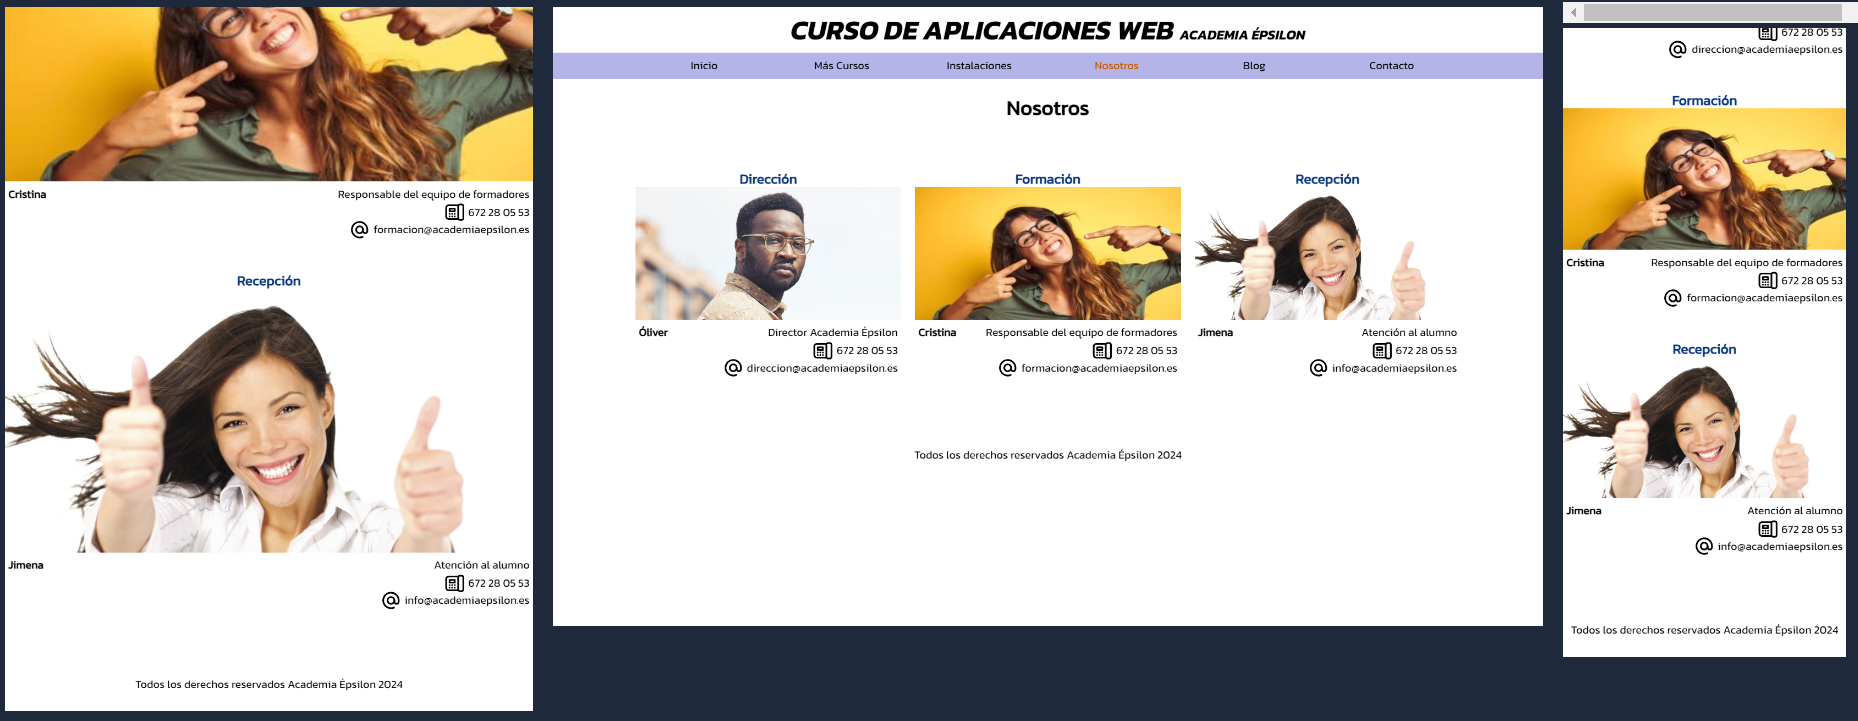 Cristina Responsable del equipo de formadores
672 28 05 53
formacion@academiaepsilon.es
Recepción
Jimena Atención al alumno
672 28 05 53
info@academiaepsilon.es
Todos los derechos reservados Academia Épsilon 2024
CURSO DE APLICACIONES WEB ACADEMIA ÉPSILON
Inicio Más Cursos Instalaciones Nosotros Blog Contacto
Nosotros
Dirección
Óliver Director Academia Épsilon
672 28 05 53
direccion@academiaepsilon.es
Formación
Cristina Responsable del equipo de formadores
672 28 05 53
formacion@academiaepsilon.es
Recepción
Jimena Atención al alumno
672 28 05 53
info@academiaepsilon.es
Todos los derechos reservados Academia Épsilon 2024
672 28 05 53
direccion@academiaepsilon.es
Formación
Cristina Responsable del equipo de formadores
672 28 05 53
formacion@academiaepsilon.es
Recepción
Jimena Atención al alumno
672 28 05 53
info@academiaepsilon.es
Todos los derechos reservados Academia Épsilon 2024